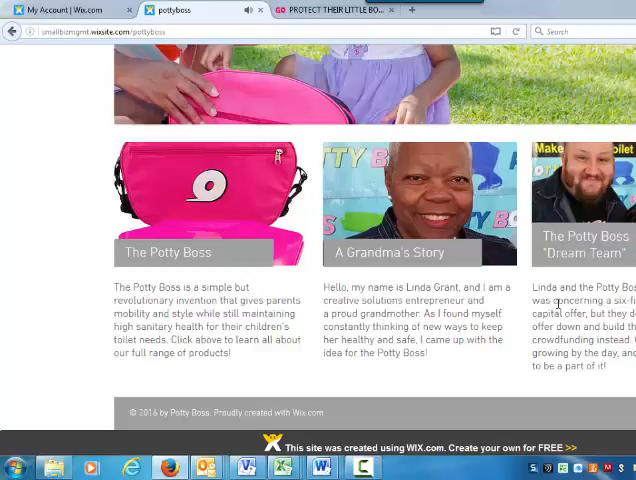 My Account | Wix.com
pottyboss
PROTECT THEIR LITTLE BO...
smallbizmgmt.wixsite.com/pottyboss
Search
The Potty Boss
A Grandma's Story
Make
The Potty Boss
"Dream Team"
The Potty Boss is a simple but
revolutionary invention that gives parents
mobility and style while still maintaining
high sanitary health for their children's
toilet needs. Click above to learn all about
our full range of products!
Hello, my name is Linda Grant, and I am a
creative solutions entrepreneur and
a proud grandmother. As I found myself
constantly thinking of new ways to keep
her healthy and safe, I came up with the
idea for the Potty Boss!
Linda and the Potty Bos
was concerning a six-fi
capital offer, but they d
offer down and build th
crowdfunding instead.
growing by the day, an
to be a part of it!
© 2016 by Potty Boss. Proudly created with Wix.com
This site was created using WIX.com. Create your own for FREE >>